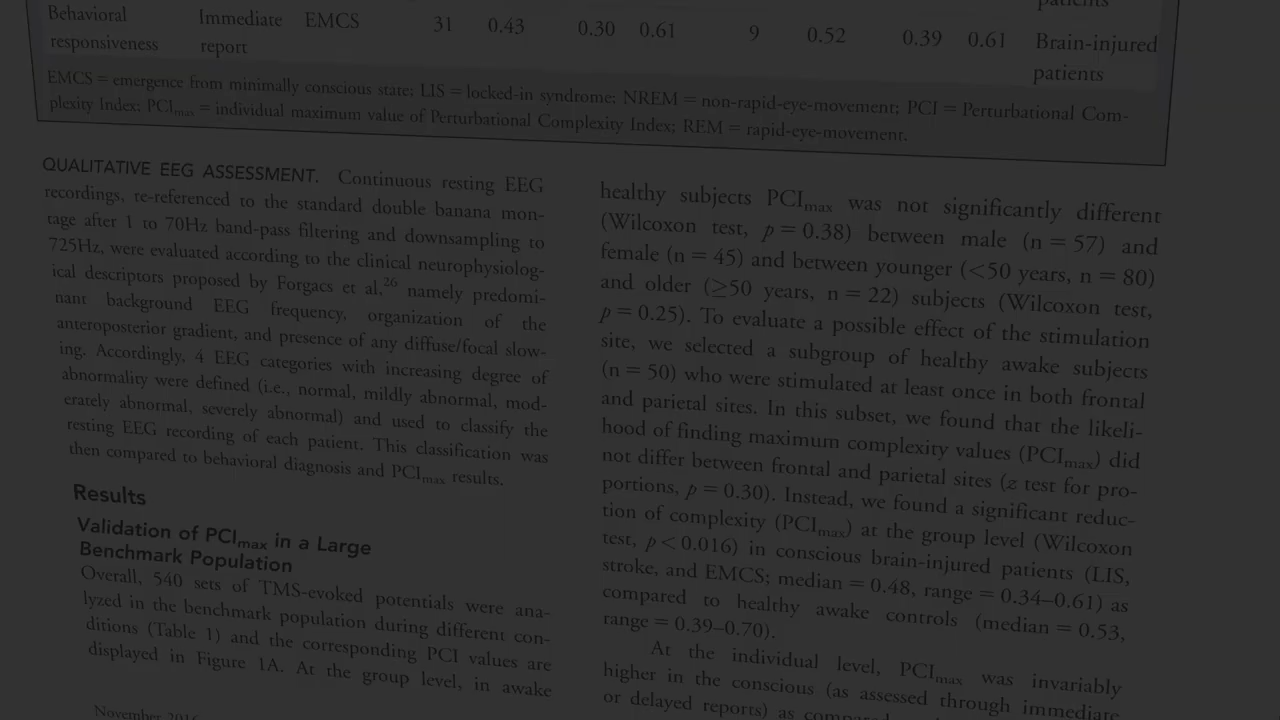 patients
Behavioral Immediate EMCS 31 0.43 0.30 0.61 9 0.52 0.39 0.61 Brain-injured
responsiveness report patients
EMCS = emergence from minimally conscious state; LIS = locked-in syndrome; NREM = non-rapid-eye-movement; PCI = Perturbational Com-
plexity Index; PCImax = individual maximum value of Perturbational Complexity Index; REM = rapid-eye-movement.
QUALITATIVE EEG ASSESSMENT. Continuous resting EEG
recordings, re-referenced to the standard double banana mon-
tage after 1 to 70Hz band-pass filtering and downsampling to
725Hz, were evaluated according to the clinical neurophysiolog-
ical descriptors proposed by Forgacs et al,26 namely predomi-
nant background EEG frequency, organization of the
anteroposterior gradient, and presence of any diffuse/focal slow-
ing. Accordingly, 4 EEG categories with increasing degree of
abnormality were defined (i.e., normal, mildly abnormal, mod-
erately abnormal, severely abnormal) and used to classify the
resting EEG recording of each patient. This classification was
then compared to behavioral diagnosis and PCImax results.
Results
Validation of PCImax in a Large
Benchmark Population
Overall, 540 sets of TMS-evoked potentials were ana-
lyzed in the benchmark population during different con-
ditions (Table 1) and the corresponding PCI values are
displayed in Figure 1A. At the group level, in awake
November 2016
healthy subjects PCImax was not significantly different
(Wilcoxon test, p = 0.38) between male (n = 57) and
female (n = 45) and between younger (<50 years, n = 80)
and older (≥50 years, n = 22) subjects (Wilcoxon test,
p = 0.25). To evaluate a possible effect of the stimulation
site, we selected a subgroup of healthy awake subjects
(n = 50) who were stimulated at least once in both frontal
and parietal sites. In this subset, we found that the likeli-
hood of finding maximum complexity values (PCImax) did
not differ between frontal and parietal sites (z test for pro-
portions, p = 0.30). Instead, we found a significant reduc-
tion of complexity (PCImax) at the group level (Wilcoxon
test, p < 0.016) in conscious brain-injured patients (LIS,
stroke, and EMCS; median = 0.48, range = 0.34–0.61) as
compared to healthy awake controls (median = 0.53,
range = 0.39–0.70).
At the individual level, PCImax was invariably
higher in the conscious (as assessed through immediate
or delayed reports) as compared